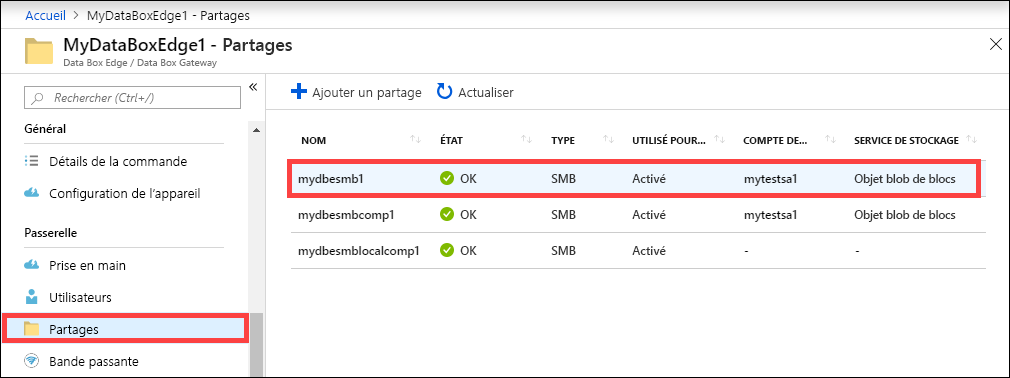 Accueil > MyDataBoxEdge1 - Partages
MyDataBoxEdge1 - Partages
Data Box Edge / Data Box Gateway
Rechercher (Ctrl+/)
Général
Détails de la commande
Configuration de l'appareil
Passerelle
Prise en main
Utilisateurs
Partages
Bande passante
Ajouter un partage Actualiser
NOM ÉTAT TYPE UTILISÉ POUR... COMPTE DE... SERVICE DE STOCKAGE
mydbesmb1 OK SMB Activé mytestsa1 Objet blob de blocs
mydbesmbcomp1 OK SMB Activé mytestsa1 Objet blob de blocs
mydbesmblocalcomp1 OK SMB Activé - -